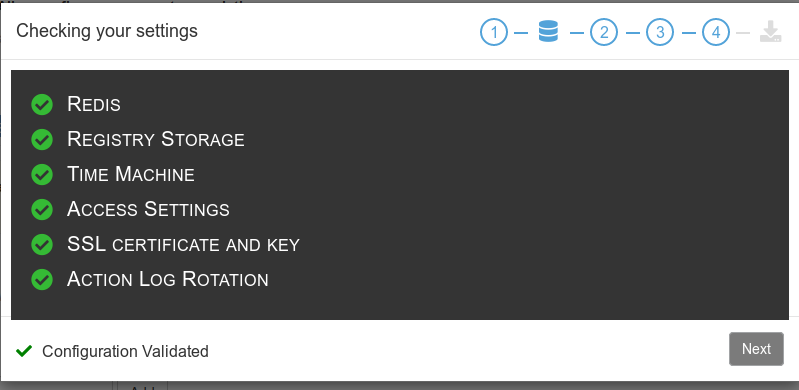 Checking your settings
1
2
3
4
Redis
Registry Storage
Time Machine
Access Settings
SSL certificate and key
Action Log Rotation
Configuration Validated
Next